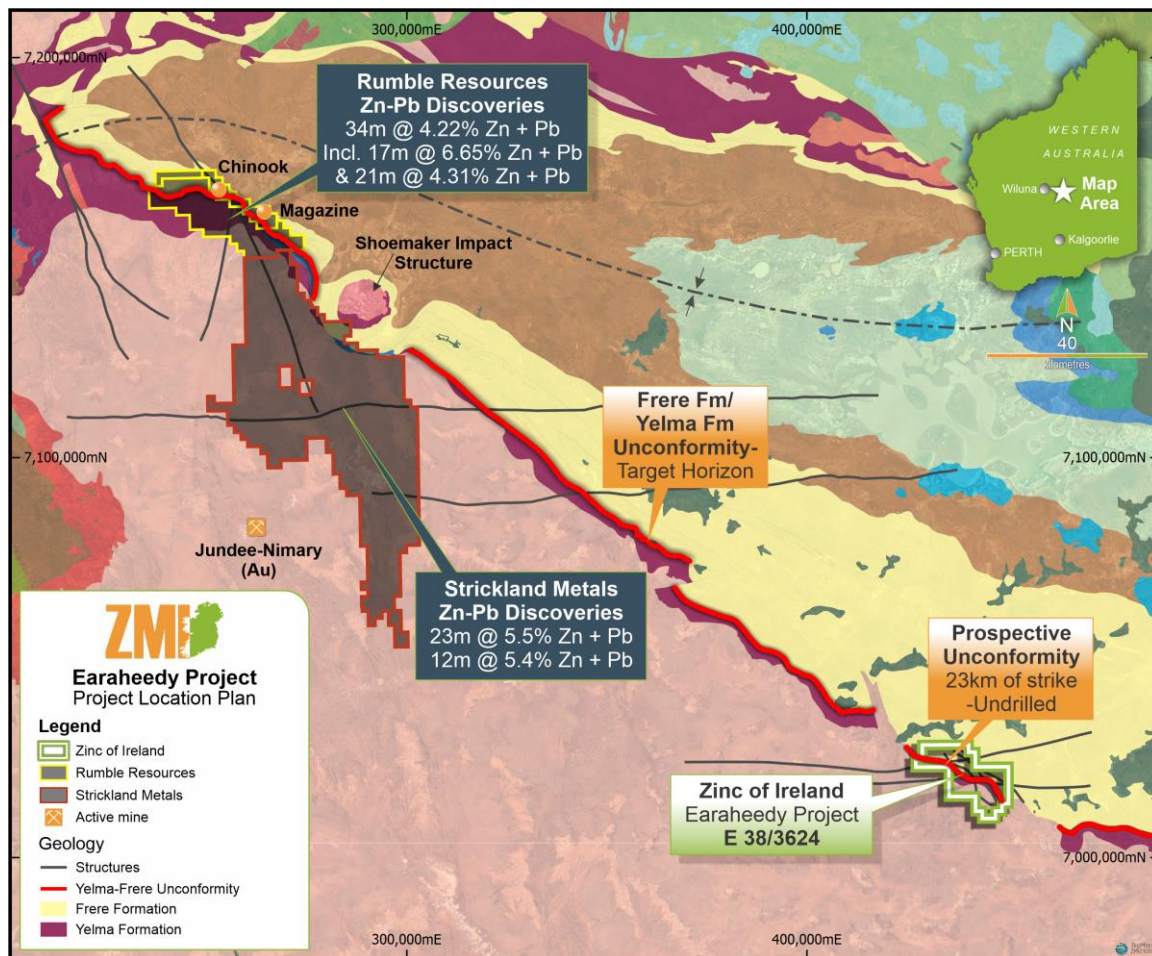 300,000mE
400,000mE
7,200,000mN
Rumble Resources
Zn-Pb Discoveries
34m @ 4.22% Zn + Pb
Incl. 17m @ 6.65% Zn + Pb
& 21m @ 4.31% Zn + Pb
WESTERN
AUSTRALIA
Wiluna
Map
Area
Kalgoorlie
PERTH
Chinook
Magazine
Shoemaker Impact
Structure
N
40
kilometres
Frere Fm/
Yelma Fm
Unconformity-
Target Horizon
7,100,000mN
7,100,000mN
Jundee-Nimary
(Au)
Strickland Metals
Zn-Pb Discoveries
23m @ 5.5% Zn + Pb
12m @ 5.4% Zn + Pb
Prospective
Unconformity
23km of strike
-Undrilled
Zinc of Ireland
Earaheedy Project
E 38/3624
7,000,000mN
ZMI
Earaheedy Project
Project Location Plan
Legend
Zinc of Ireland
Rumble Resources
Strickland Metals
Active mine
Geology
Structures
Yelma-Frere Unconformity
Frere Formation
Yelma Formation
300,000mE
400,000mE